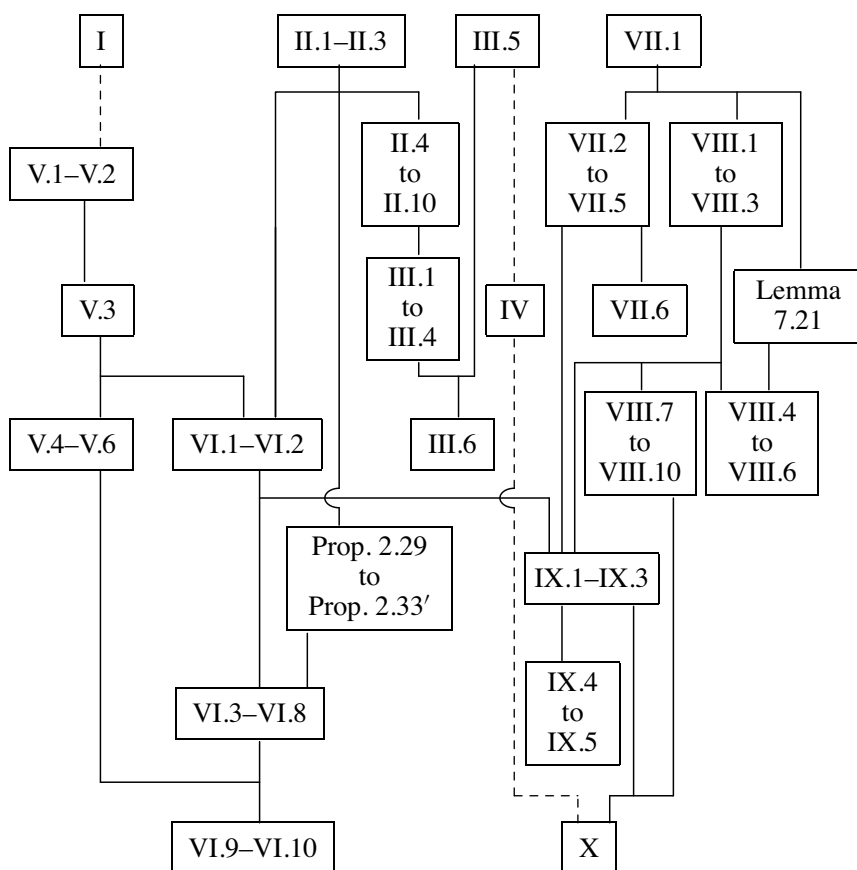 I
II.1–II.3
III.5
VII.1
V.1–V.2
II.4
to
II.10
VII.2
to
VII.5
VIII.1
to
VIII.3
V.3
III.1
to
III.4
IV
VII.6
Lemma
7.21
V.4–V.6
VI.1–VI.2
III.6
VIII.7
to
VIII.10
VIII.4
to
VIII.6
Prop. 2.29
to
Prop. 2.33′
IX.1–IX.3
VI.3–VI.8
IX.4
to
IX.5
VI.9–VI.10
X